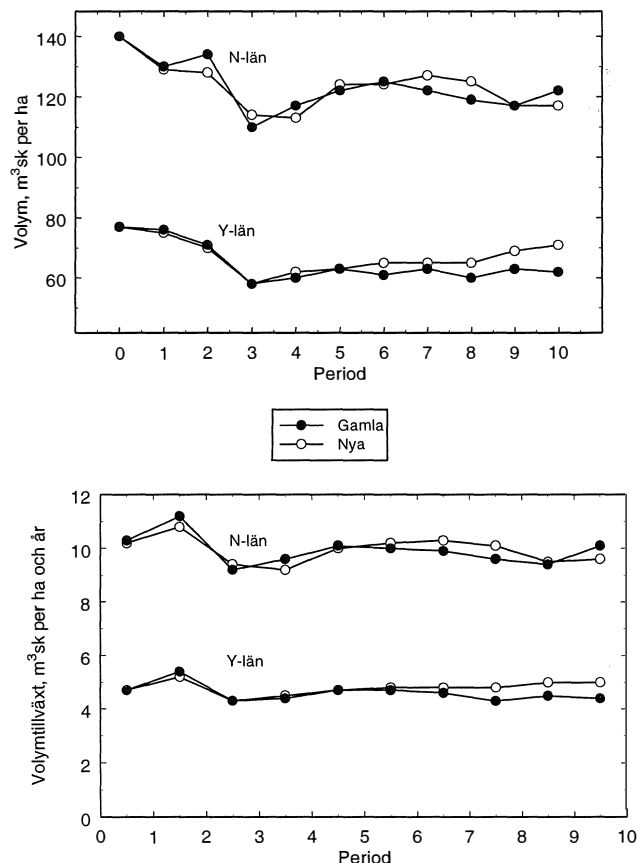 Volym, m³sk per ha
140
120
100
80
60
N-län
Y-län
0 1 2 3 4 5 6 7 8 9 10
Period
Gamla
Nya
Volymtillväxt, m³sk per ha och år
12
10
8
6
4
2
0
N-län
Y-län
0 1 2 3 4 5 6 7 8 9 10
Period